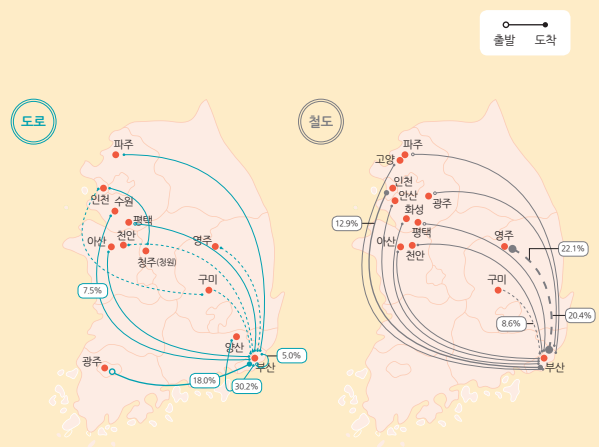 출발 도착
도로
파주
인천
수원
평택
천안
아산
청주(청원)
영주
구미
7.5%
양산
광주
부산
5.0%
18.0%
30.2%
철도
파주
고양
인천
안산
광주
화성
평택
아산
천안
영주
구미
12.9%
22.1%
20.4%
8.6%
부산